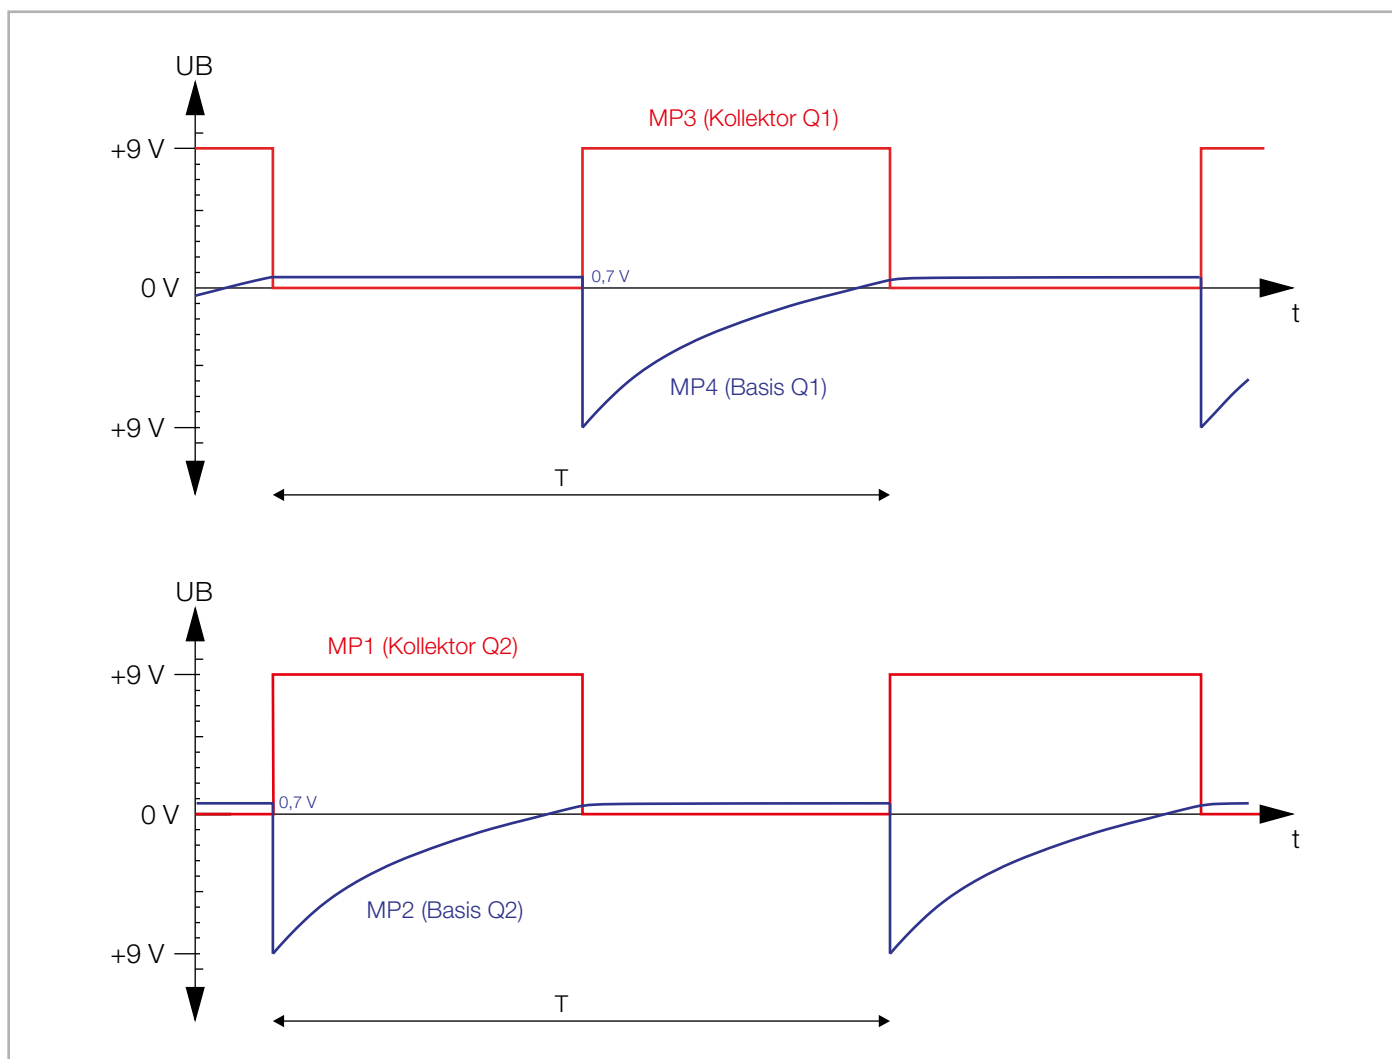 UB
MP3 (Kollektor Q1)
+9 V
0,7 V
0 V
t
MP4 (Basis Q1)
+9 V
T
UB
MP1 (Kollektor Q2)
+9 V
0,7 V
0 V
t
MP2 (Basis Q2)
+9 V
T